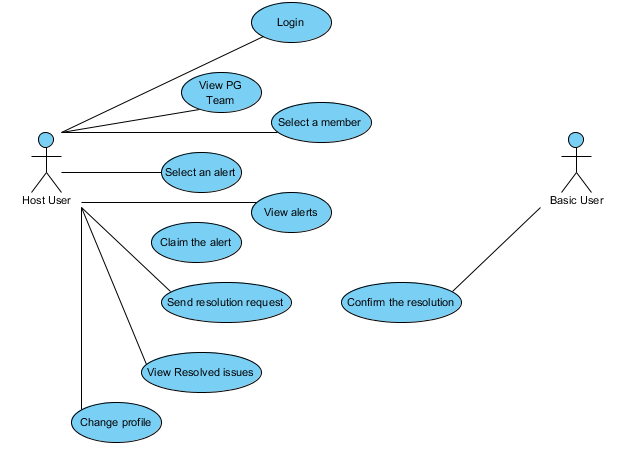 Login
View PG
Team
Select a member
Select an alert
Host User
Basic User
View alerts
Claim the alert
Send resolution request
Confirm the resolution
View Resolved issues
Change profile